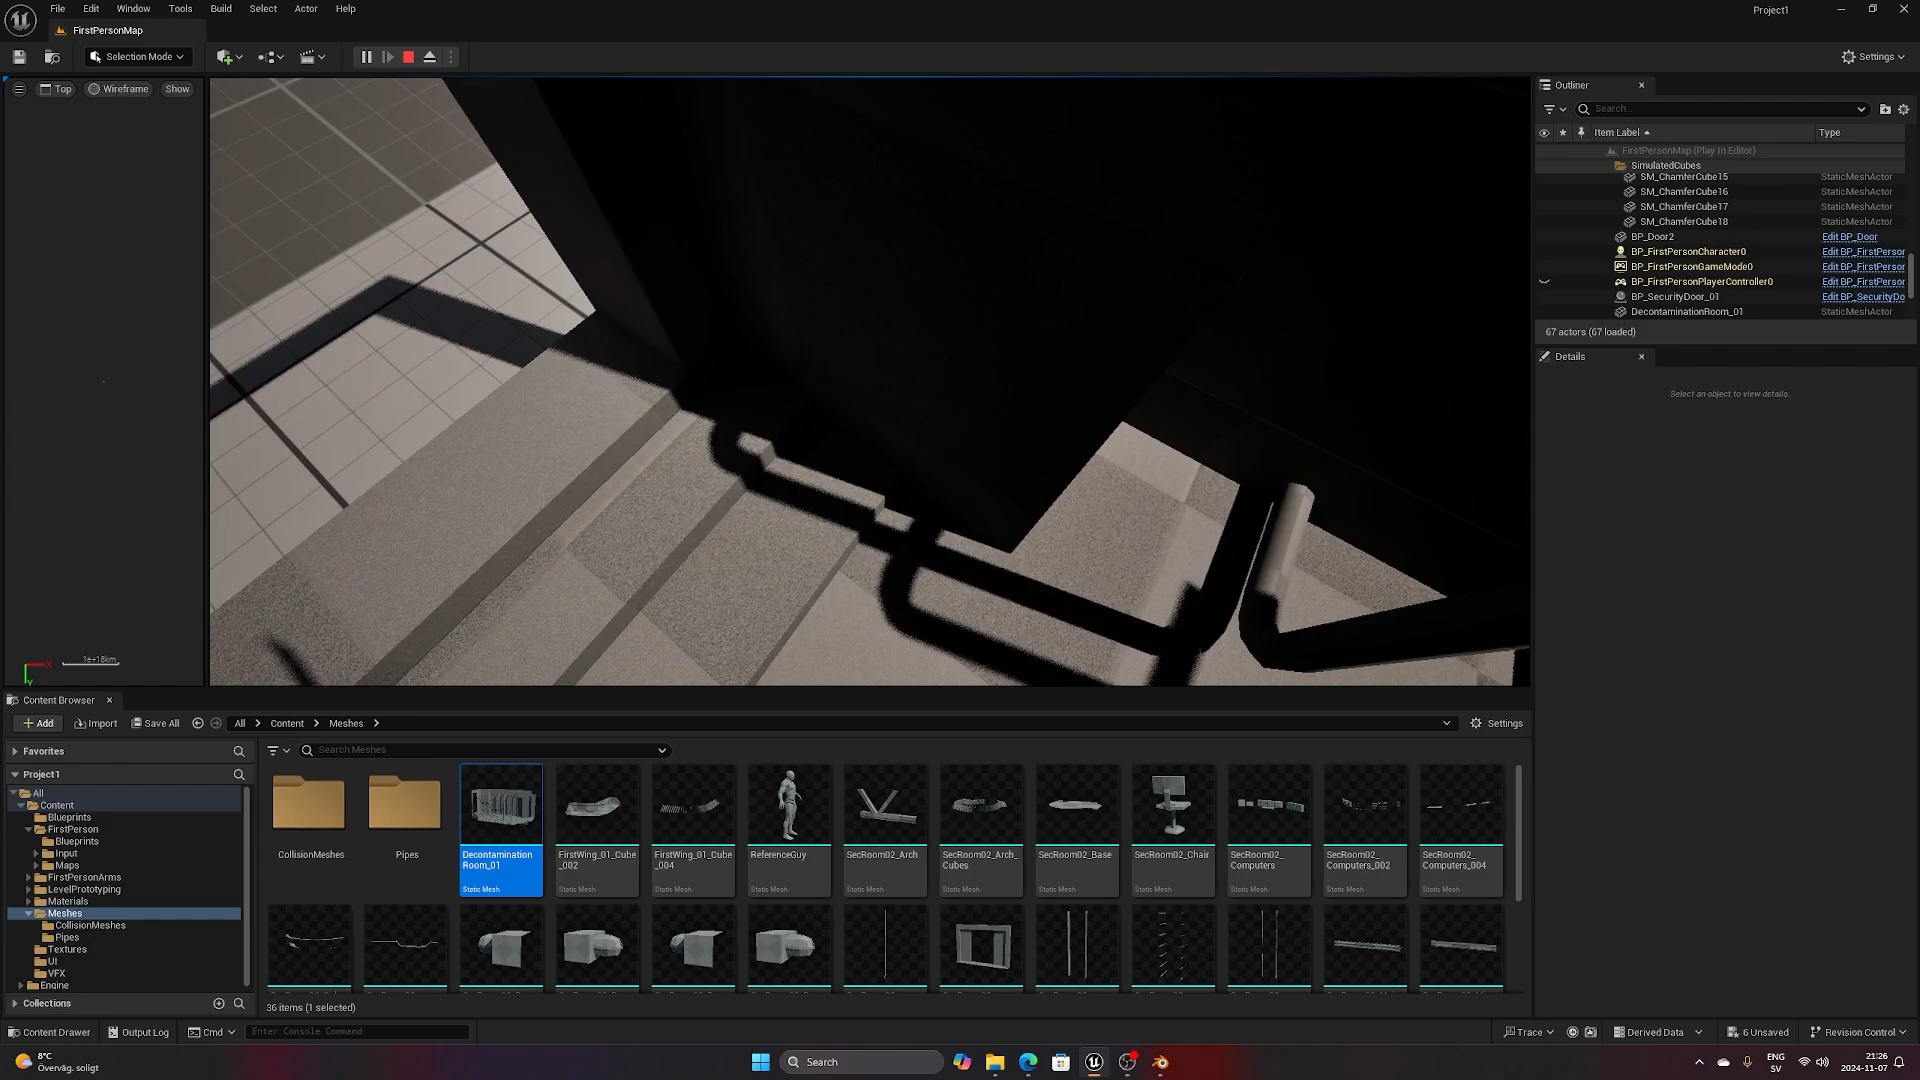 File Edit Window Tools Build Select Actor Help
Project1
FirstPersonMap
Selection Mode
Settings
Top Wireframe Show
Outliner
Search...
Item Label Type
FirstPersonMap (Play In Editor)
SimulatedCubes
SM_ChamferCube15 StaticMeshActor
SM_ChamferCube16 StaticMeshActor
SM_ChamferCube17 StaticMeshActor
SM_ChamferCube18 StaticMeshActor
BP_Door2 Edit BP_Door
BP_FirstPersonCharacter0 Edit BP_FirstPerson
BP_FirstPersonGameMode0 Edit BP_FirstPerson
BP_FirstPersonPlayerController0 Edit BP_FirstPerson
BP_SecurityDoor_01 Edit BP_SecurityDo
DecontaminationRoom_01 StaticMeshActor
67 actors (67 loaded)
Details
Select an object to view details.
X
1e+18km
Y
Content Browser
Add Import Save All All Content Meshes Settings
Favorites
Search Meshes
Project1
All
Content
Blueprints
FirstPerson
Blueprints
Input
Maps
FirstPersonArms
LevelPrototyping
Materials
Meshes
CollisionMeshes
Pipes
Textures
UI
VFX
Engine
Collections
CollisionMeshes
Pipes
Decontamination
Room_01
Static Mesh
FirstWing_01_Cube
_002
Static Mesh
FirstWing_01_Cube
_004
Static Mesh
ReferenceGuy
Static Mesh
SecRoom02_Arch
Static Mesh
SecRoom02_Arch_
Cubes
Static Mesh
SecRoom02_Base
Static Mesh
SecRoom02_Chair
Static Mesh
SecRoom02_
Computers
Static Mesh
SecRoom02_
Computers_002
Static Mesh
SecRoom02_
Computers_004
Static Mesh
36 items (1 selected)
Content Drawer Output Log Cmd Enter Console Command
Trace Derived Data 6 Unsaved Revision Control
8°C
Överväg. soligt
Search
ENG
SV
21:26
2024-11-07